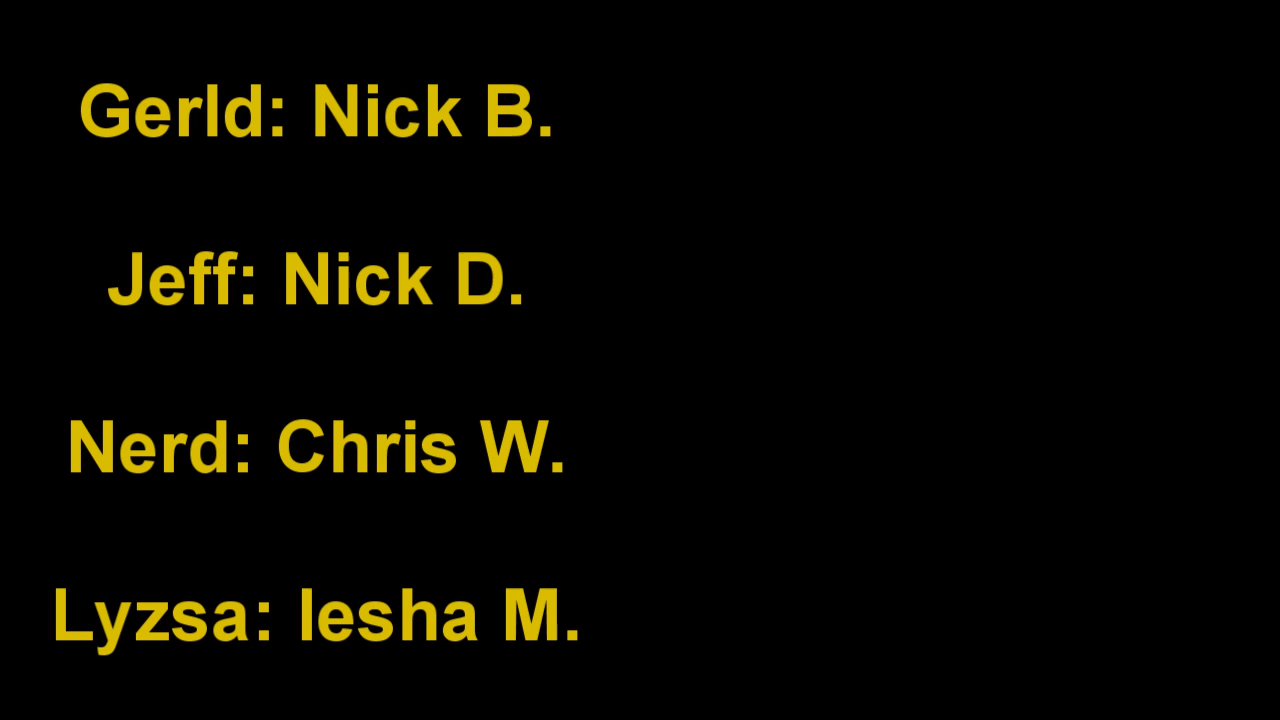 Gerld: Nick B.
Jeff: Nick D.
Nerd: Chris W.
Lyzsa: Iesha M.